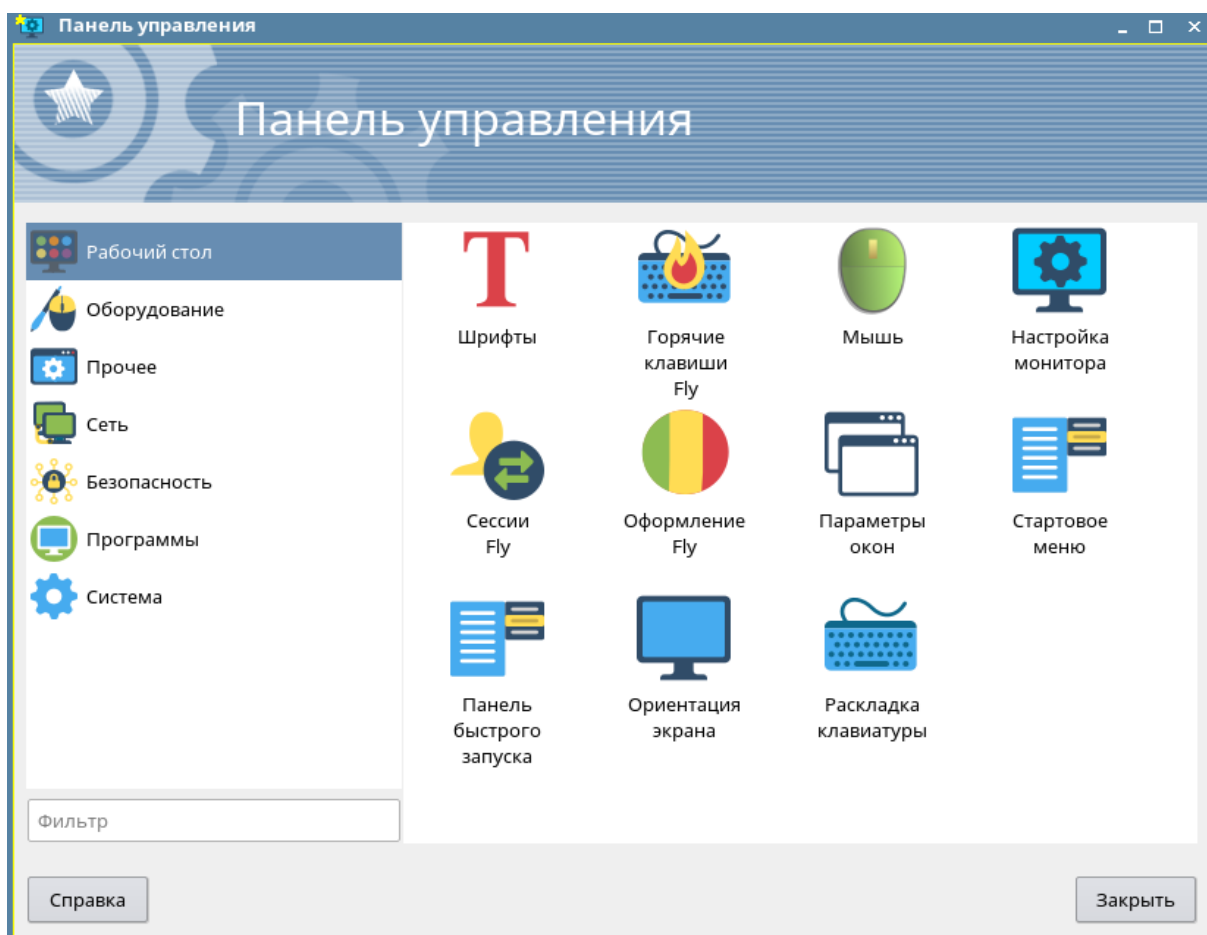 Панель управления
Панель управления
Рабочий стол
Оборудование
Прочее
Сеть
Безопасность
Программы
Система
Фильтр
Шрифты
Горячие
клавиши
Fly
Мышь
Настройка
монитора
Сессии
Fly
Оформление
Fly
Параметры
окон
Стартовое
меню
Панель
быстрого
запуска
Ориентация
экрана
Раскладка
клавиатуры
Справка
Закрыть